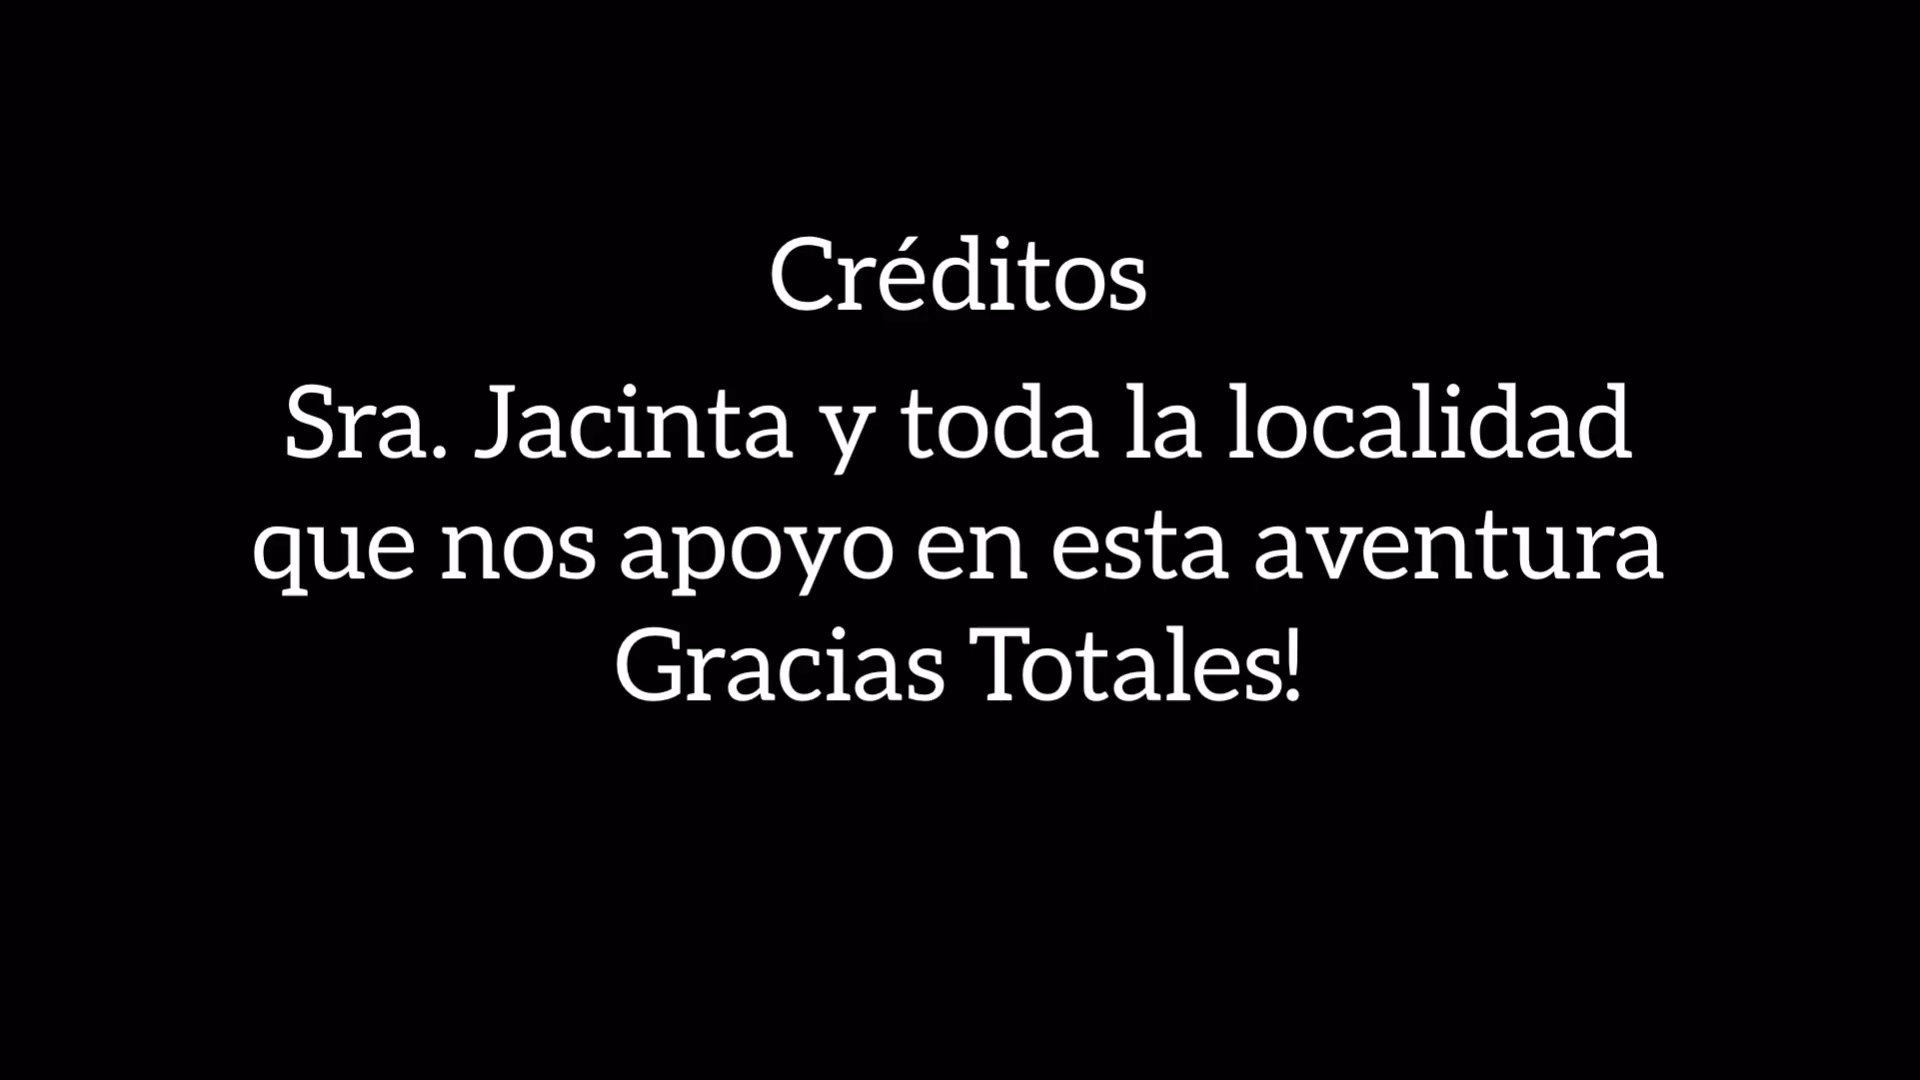 Créditos
Sra. Jacinta y toda la localidad
que nos apoyo en esta aventura
Gracias Totales!